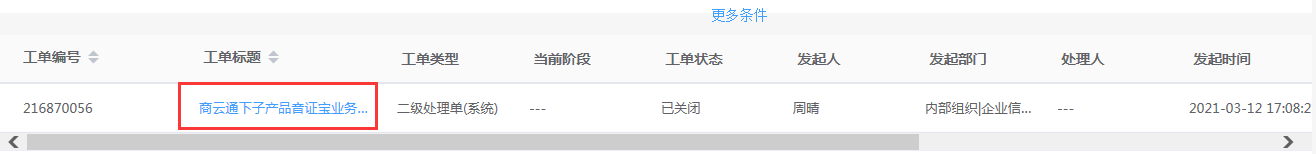 更多条件
工单编号 工单标题 工单类型 当前阶段 工单状态 发起人 发起部门 处理人 发起时间
216870056 商云通下子产品音证宝业务... 二级处理单(系统) --- 已关闭 周晴 内部组织|企业信... --- 2021-03-12 17:08:2